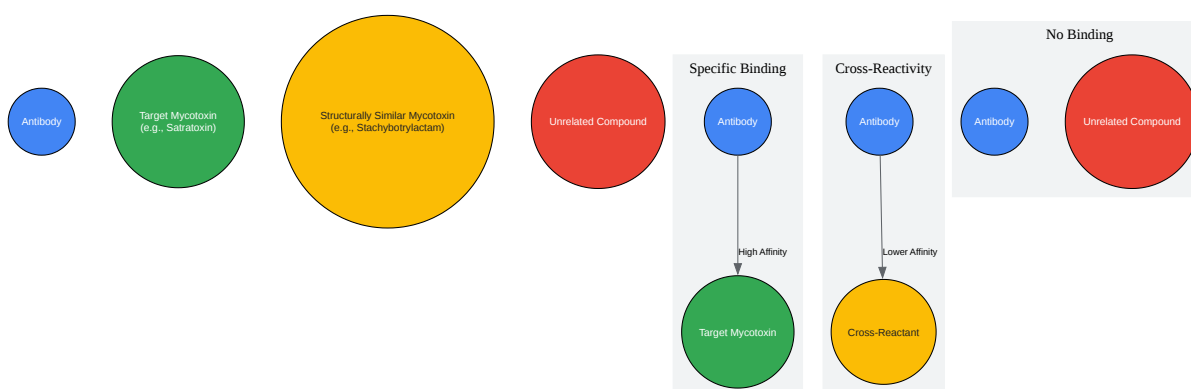 Antibody
Target Mycotoxin
(e.g., Satratoxin)
Structurally Similar Mycotoxin
(e.g., Stachybotrylactam)
Unrelated Compound
Specific Binding
Antibody
High Affinity
Target Mycotoxin
Cross-Reactivity
Antibody
Lower Affinity
Cross-Reactant
No Binding
Antibody
Unrelated Compound